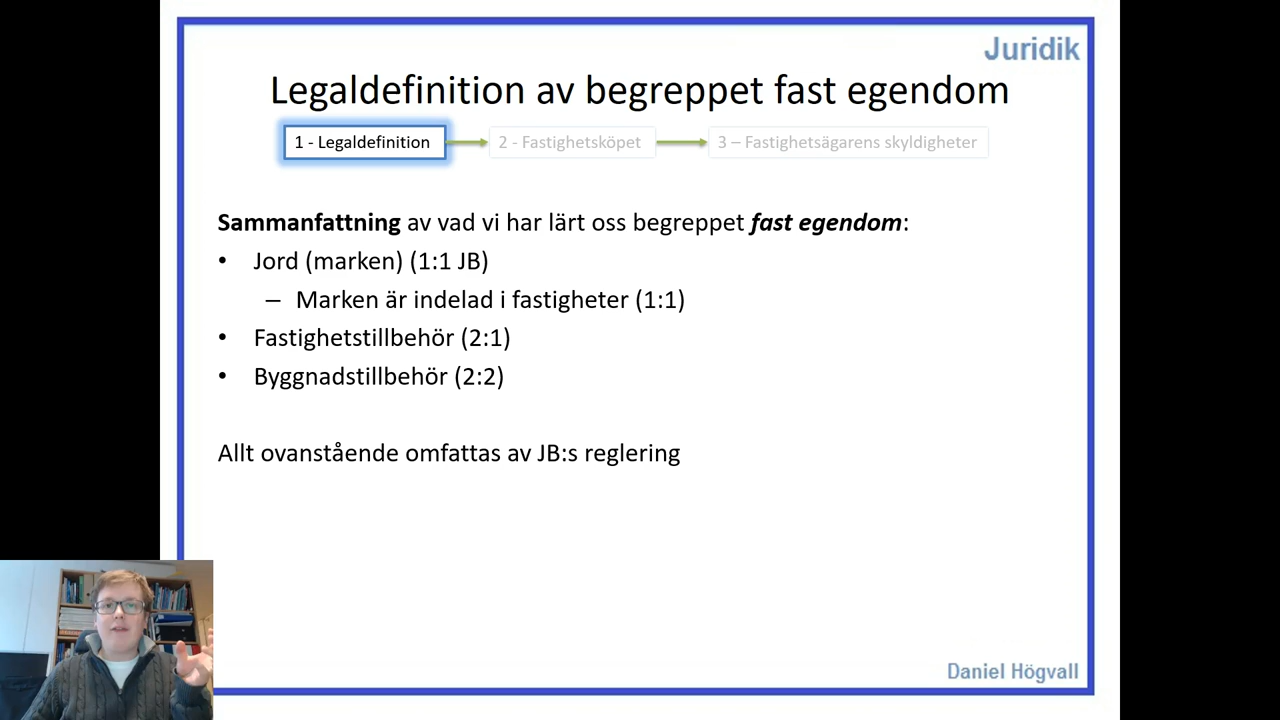 Juridik
Legaldefinition av begreppet fast egendom
1 - Legaldefinition
2 - Fastighetsköpet
3 – Fastighetsägarens skyldigheter
Sammanfattning av vad vi har lärt oss begreppet fast egendom:
• Jord (marken) (1:1 JB)
– Marken är indelad i fastigheter (1:1)
• Fastighetstillbehör (2:1)
• Byggnadstillbehör (2:2)
Allt ovanstående omfattas av JB:s reglering
Daniel Högvall